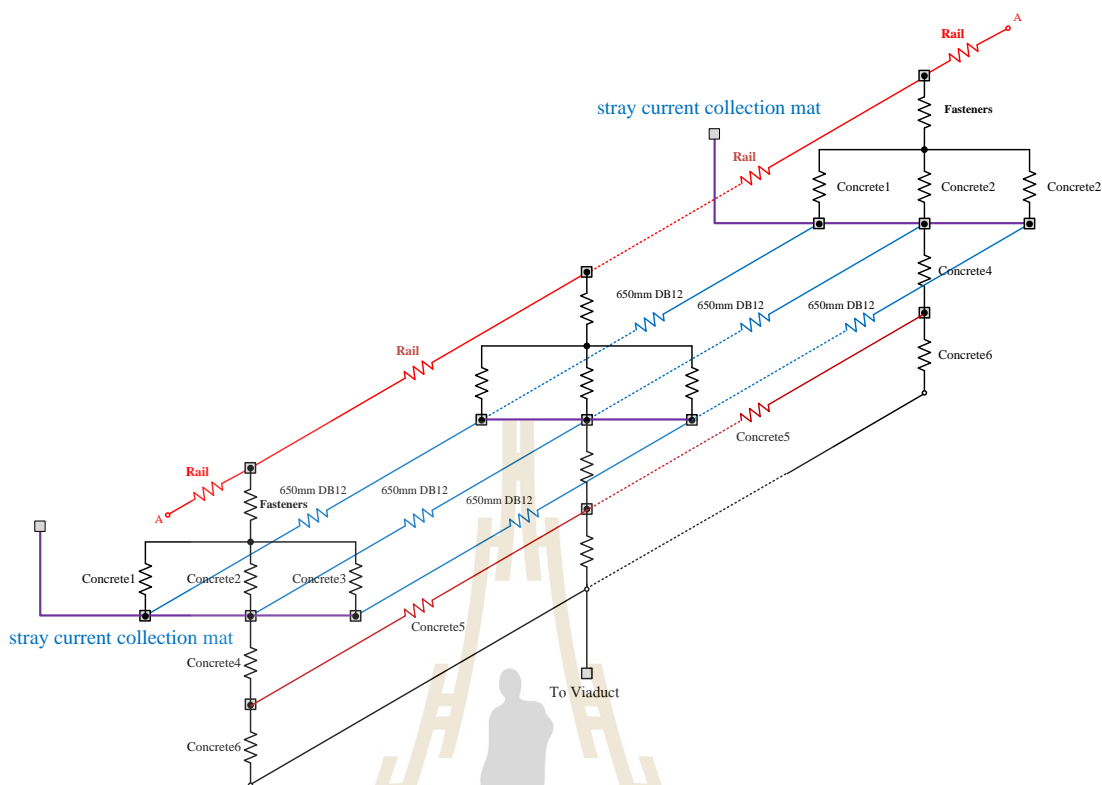 A
Rail
stray current collection mat
Fasteners
Rail
Concrete1
Concrete2
Concrete2
Concrete4
650mm DB12
650mm DB12
650mm DB12
Rail
Concrete6
Concrete5
Rail
650mm DB12
650mm DB12
650mm DB12
Fasteners
A
Concrete1
Concrete2
Concrete3
Concrete5
stray current collection mat
Concrete4
To Viaduct
Concrete6